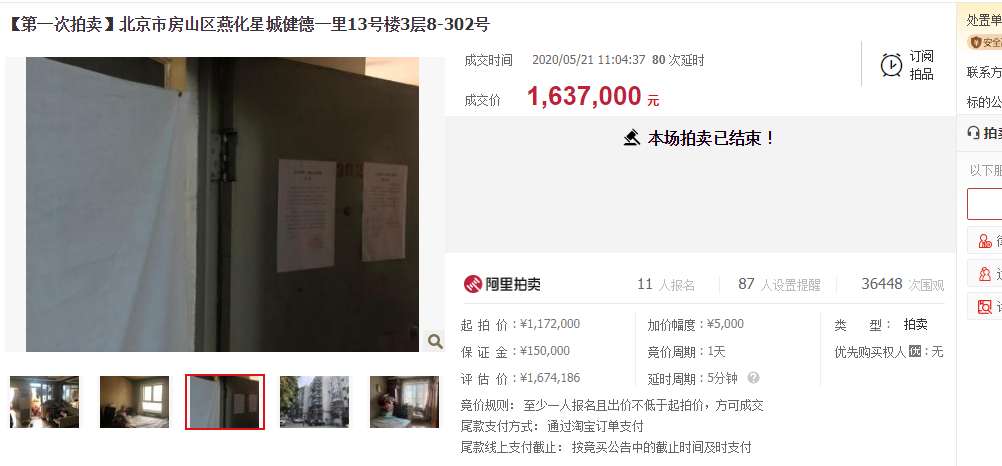 【第一次拍卖】北京市房山区燕化星城健德一里13号楼3层8-302号
成交时间 2020/05/21 11:04:37 80 次延时
成交价 1,637,000 元
订阅
拍品
本场拍卖已结束！
阿里拍卖 11 人报名 87 人设置提醒 36448 次围观
起 拍 价：¥1,172,000 加价幅度：¥5,000 类 型： 拍卖
保 证 金：¥150,000 竞价周期：1天 优先购买权人 优：无
评 估 价：¥1,674,186 延时周期：5分钟 ?
竞价规则： 至少一人报名且出价不低于起拍价，方可成交
尾款支付方式： 通过淘宝订单支付
尾款线上支付截止： 按竞买公告中的截止时间及时支付
302
处置单
安全
联系方
标的公
拍卖
以下服